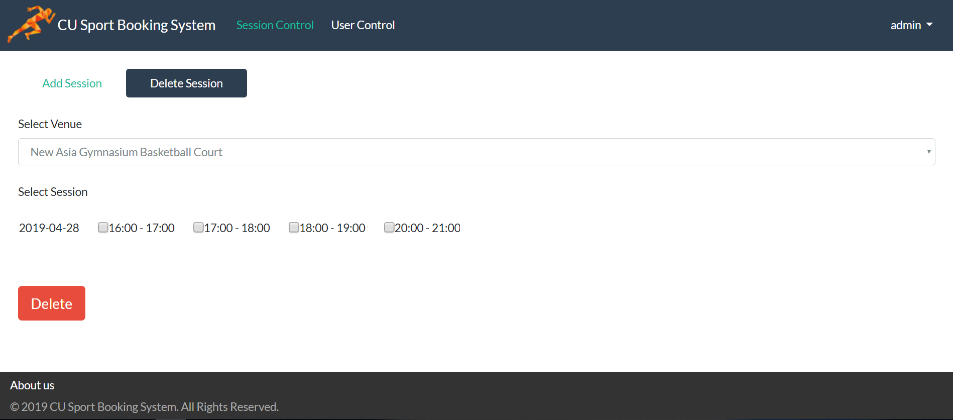 CU Sport Booking System Session Control User Control admin
Add Session Delete Session
Select Venue
New Asia Gymnasium Basketball Court
Select Session
2019-04-28 16:00 - 17:00 17:00 - 18:00 18:00 - 19:00 20:00 - 21:00
Delete
About us
© 2019 CU Sport Booking System. All Rights Reserved.